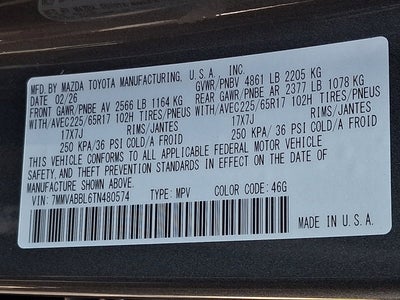 MFD. BY MAZDA TOYOTA MANUFACTURING, U.S.A. INC.
DATE 02/26 GVWR/PNBV 4861 LB 2205 KG
FRONT GAWR/PNBE AV 2566 LB 1164 KG REAR GAWR/PNBE AR 2377 LB 1078 KG
WITH/AVEC225/65R17 102H TIRES/PNEUS WITH/AVEC225/65R17 102H TIRES/PNEUS
17X7J RIMS/JANTES 17X7J RIMS/JANTES
250 KPA/36 PSI COLD/A FROID 250 KPA/36 PSI COLD/A FROID
THIS VEHICLE CONFORMS TO ALL APPLICABLE FEDERAL MOTOR VEHICLE
SAFETY, AND THEFT PREVENTION STANDARDS IN EFFECT ON THE DATE OF
MANUFACTURE SHOWN ABOVE.
VIN: 7MMVABBL6TN480574 TYPE: MPV COLOR CODE: 46G
MADE IN U.S.A.